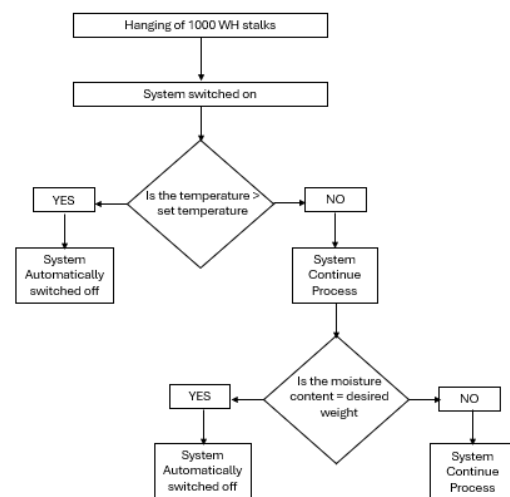 Hanging of 1000 WH stalks
System switched on
Is the temperature >
set temperature
YES
NO
System
Automatically
switched off
System
Continue
Process
Is the moisture
content = desired
weight
YES
NO
System
Automatically
switched off
System
Continue
Process